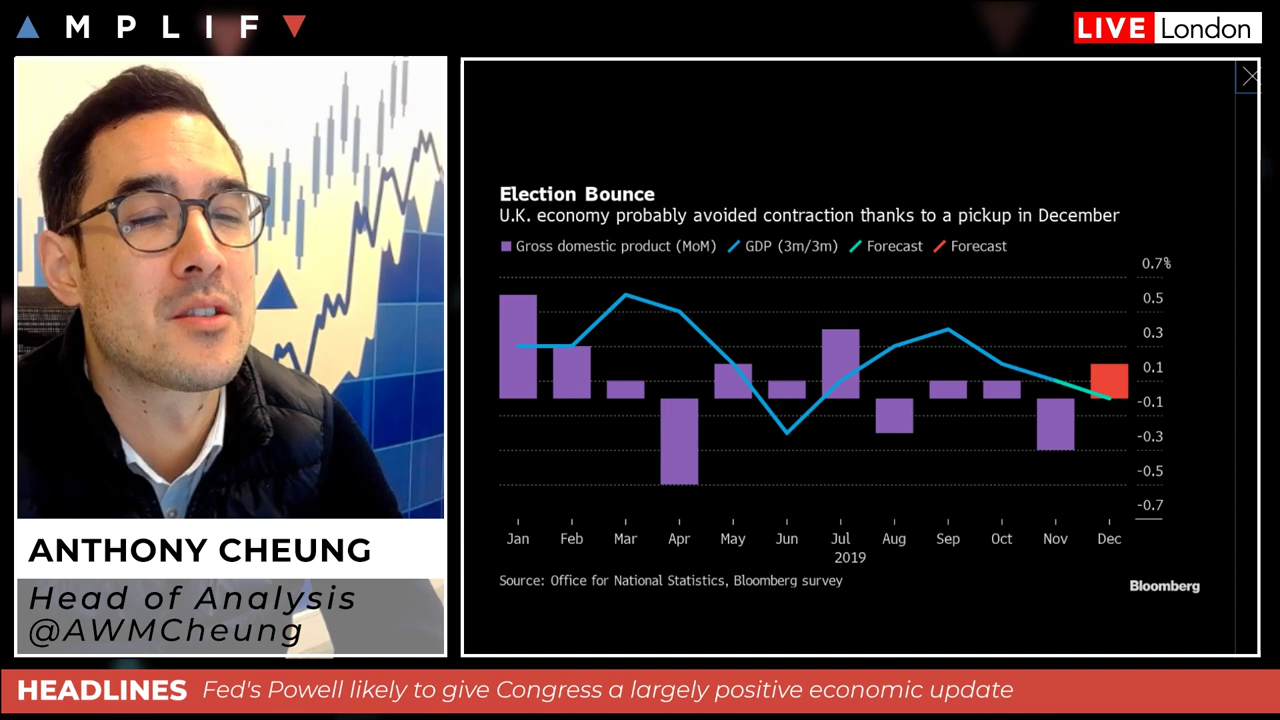 ▲ M P L I F ▼
LIVE London
ANTHONY CHEUNG
Head of Analysis
@AWMCheung
Election Bounce
U.K. economy probably avoided contraction thanks to a pickup in December
Gross domestic product (MoM) GDP (3m/3m) Forecast Forecast
0.7%
0.5
0.3
0.1
-0.1
-0.3
-0.5
-0.7
Jan Feb Mar Apr May Jun Jul Aug Sep Oct Nov Dec
2019
Source: Office for National Statistics, Bloomberg survey
Bloomberg
HEADLINES Fed's Powell likely to give Congress a largely positive economic update